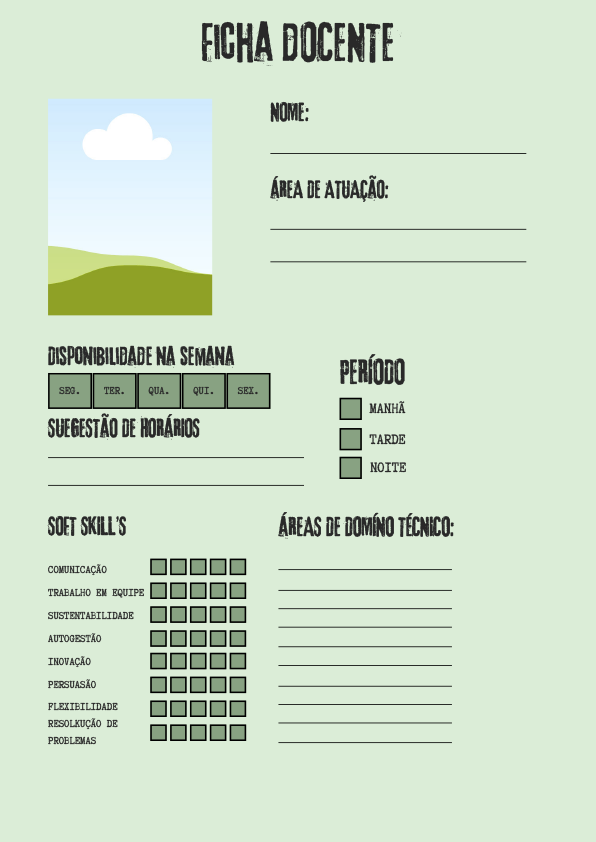 FICHA DOCENTE
NOME:
ÁREA DE ATUAÇÃO:
DISPONIBILIDADE NA SEMANA
SEG. TER. QUA. QUI. SEX.
SUEGESTÃO DE HORÁRIOS
PERÍODO
MANHÃ
TARDE
NOITE
SOFT SKILL'S
COMUNICAÇÃO
TRABALHO EM EQUIPE
SUSTENTABILIDADE
AUTOGESTÃO
INOVAÇÃO
PERSUASÃO
FLEXIBILIDADE
RESOLKUÇÃO DE
PROBLEMAS
ÁREAS DE DOMÍNO TÉCNICO: